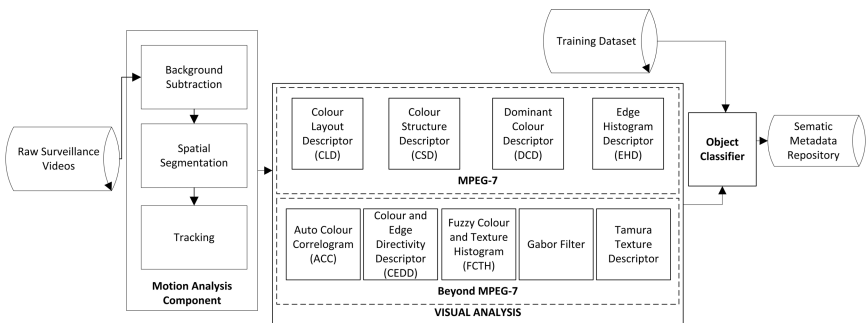 Raw Surveillance
Videos
Background
Subtraction
Spatial
Segmentation
Tracking
Motion Analysis
Component
Colour
Layout
Descriptor
(CLD)
Colour
Structure
Descriptor
(CSD)
Dominant
Colour
Descriptor
(DCD)
Edge
Histogram
Descriptor
(EHD)
MPEG-7
Auto Colour
Correlogram
(ACC)
Colour and
Edge
Directivity
Descriptor
(CEDD)
Fuzzy Colour
and Texture
Histogram
(FCTH)
Gabor Filter
Tamura
Texture
Descriptor
Beyond MPEG-7
VISUAL ANALYSIS
Training Dataset
Object
Classifier
Sematic
Metadata
Repository